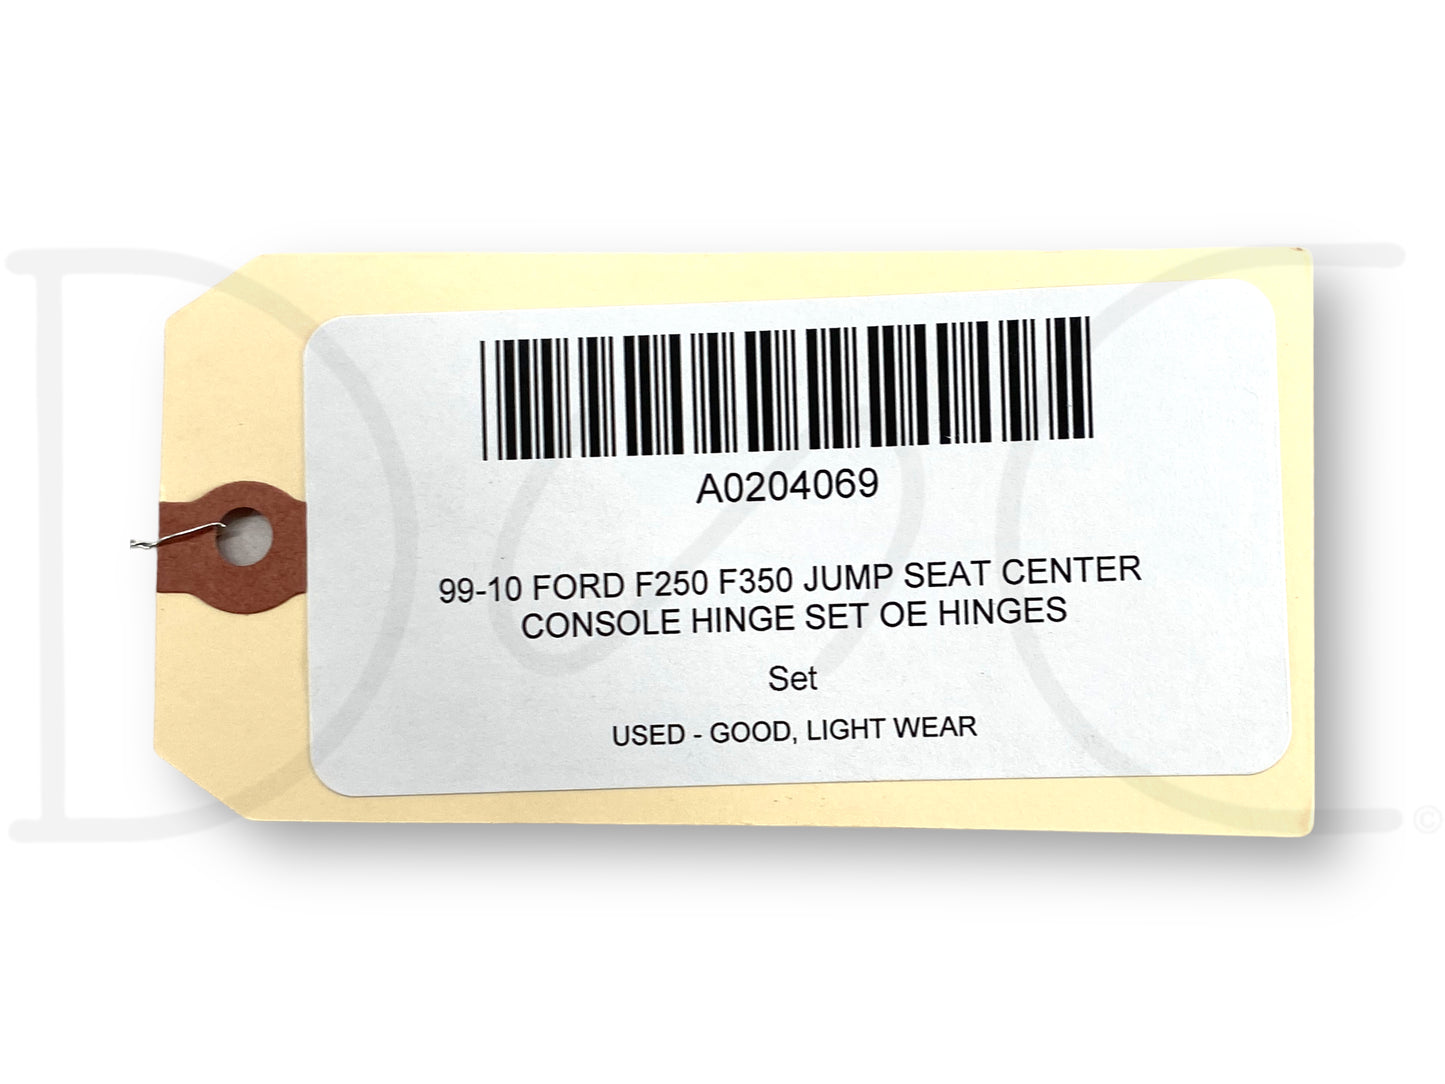 A0204069
99-10 FORD F250 F350 JUMP SEAT CENTER
CONSOLE HINGE SET OE HINGES
Set
USED - GOOD, LIGHT WEAR
©